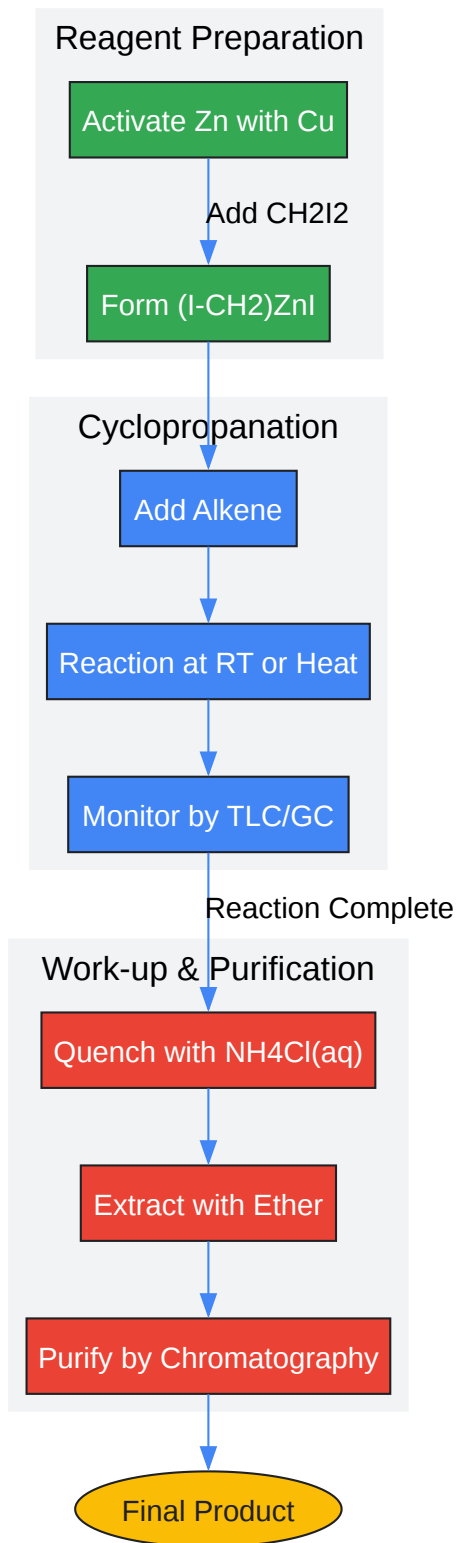 Reagent Preparation
Activate Zn with Cu
Add CH2I2
Form (I-CH2)ZnI
Cyclopropanation
Add Alkene
Reaction at RT or Heat
Monitor by TLC/GC
Reaction Complete
Work-up & Purification
Quench with NH4Cl(aq)
Extract with Ether
Purify by Chromatography
Final Product